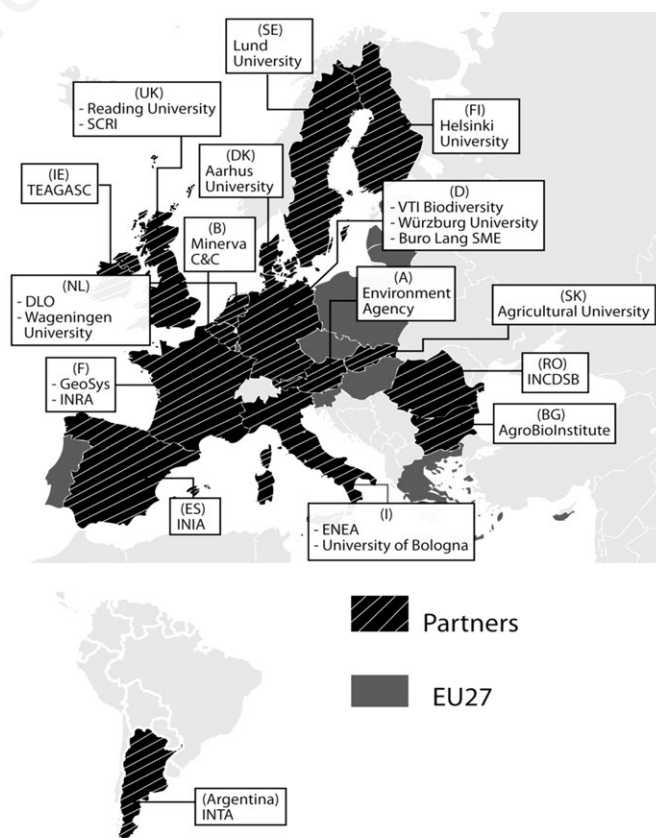 (SE)
Lund
University
(UK)
- Reading University
- SCRI
(FI)
Helsinki
University
(DK)
Aarhus
University
(IE)
TEAGASC
(D)
- VTI Biodiversity
- Würzburg University
- Buro Lang SME
(B)
Minerva
C&C
(NL)
- DLO
- Wageningen
University
(A)
Environment
Agency
(SK)
Agricultural University
(F)
- GeoSys
- INRA
(RO)
INCDSB
(BG)
AgroBioInstitute
(ES)
INIA
(I)
- ENEA
- University of Bologna
Partners
EU27
(Argentina)
INTA